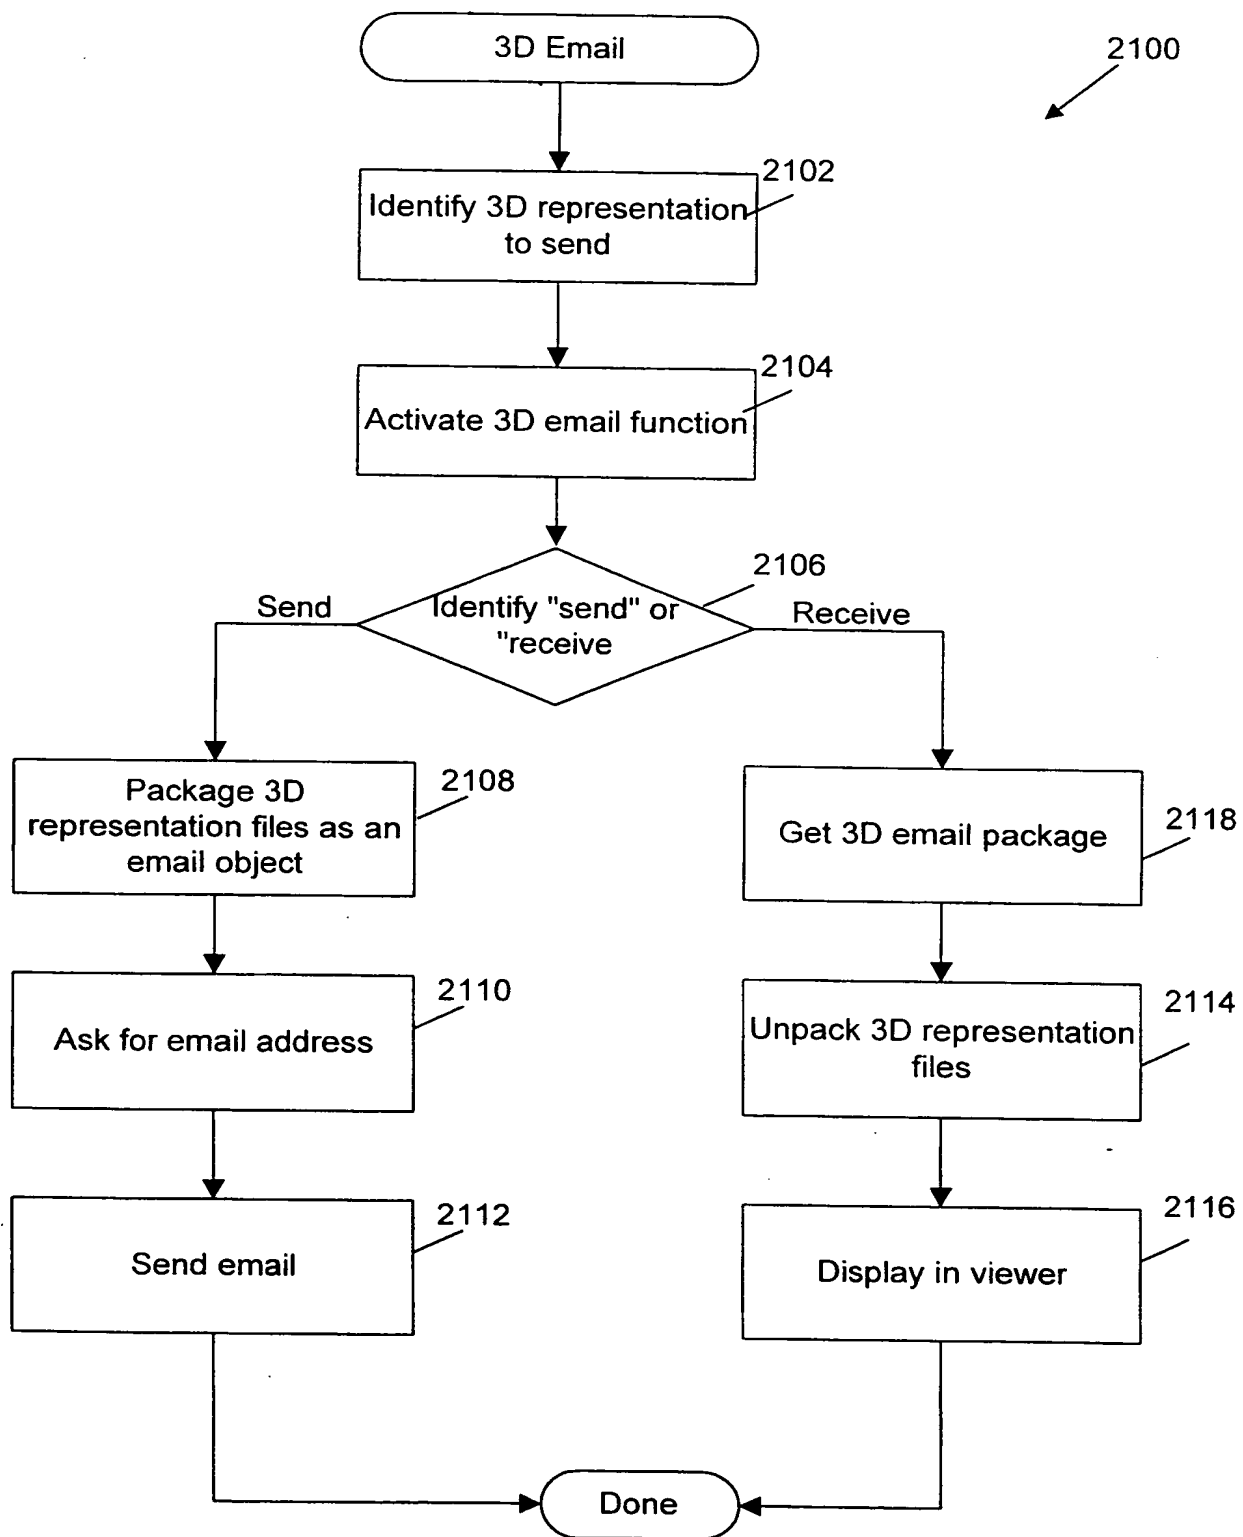 3D Email
2100
2102
Identify 3D representation
to send
2104
Activate 3D email function
2106
Send
Identify "send" or
"receive
Receive
2108
Package 3D
representation files as an
email object
2118
Get 3D email package
2110
Ask for email address
2114
Unpack 3D representation
files
2112
Send email
2116
Display in viewer
Done